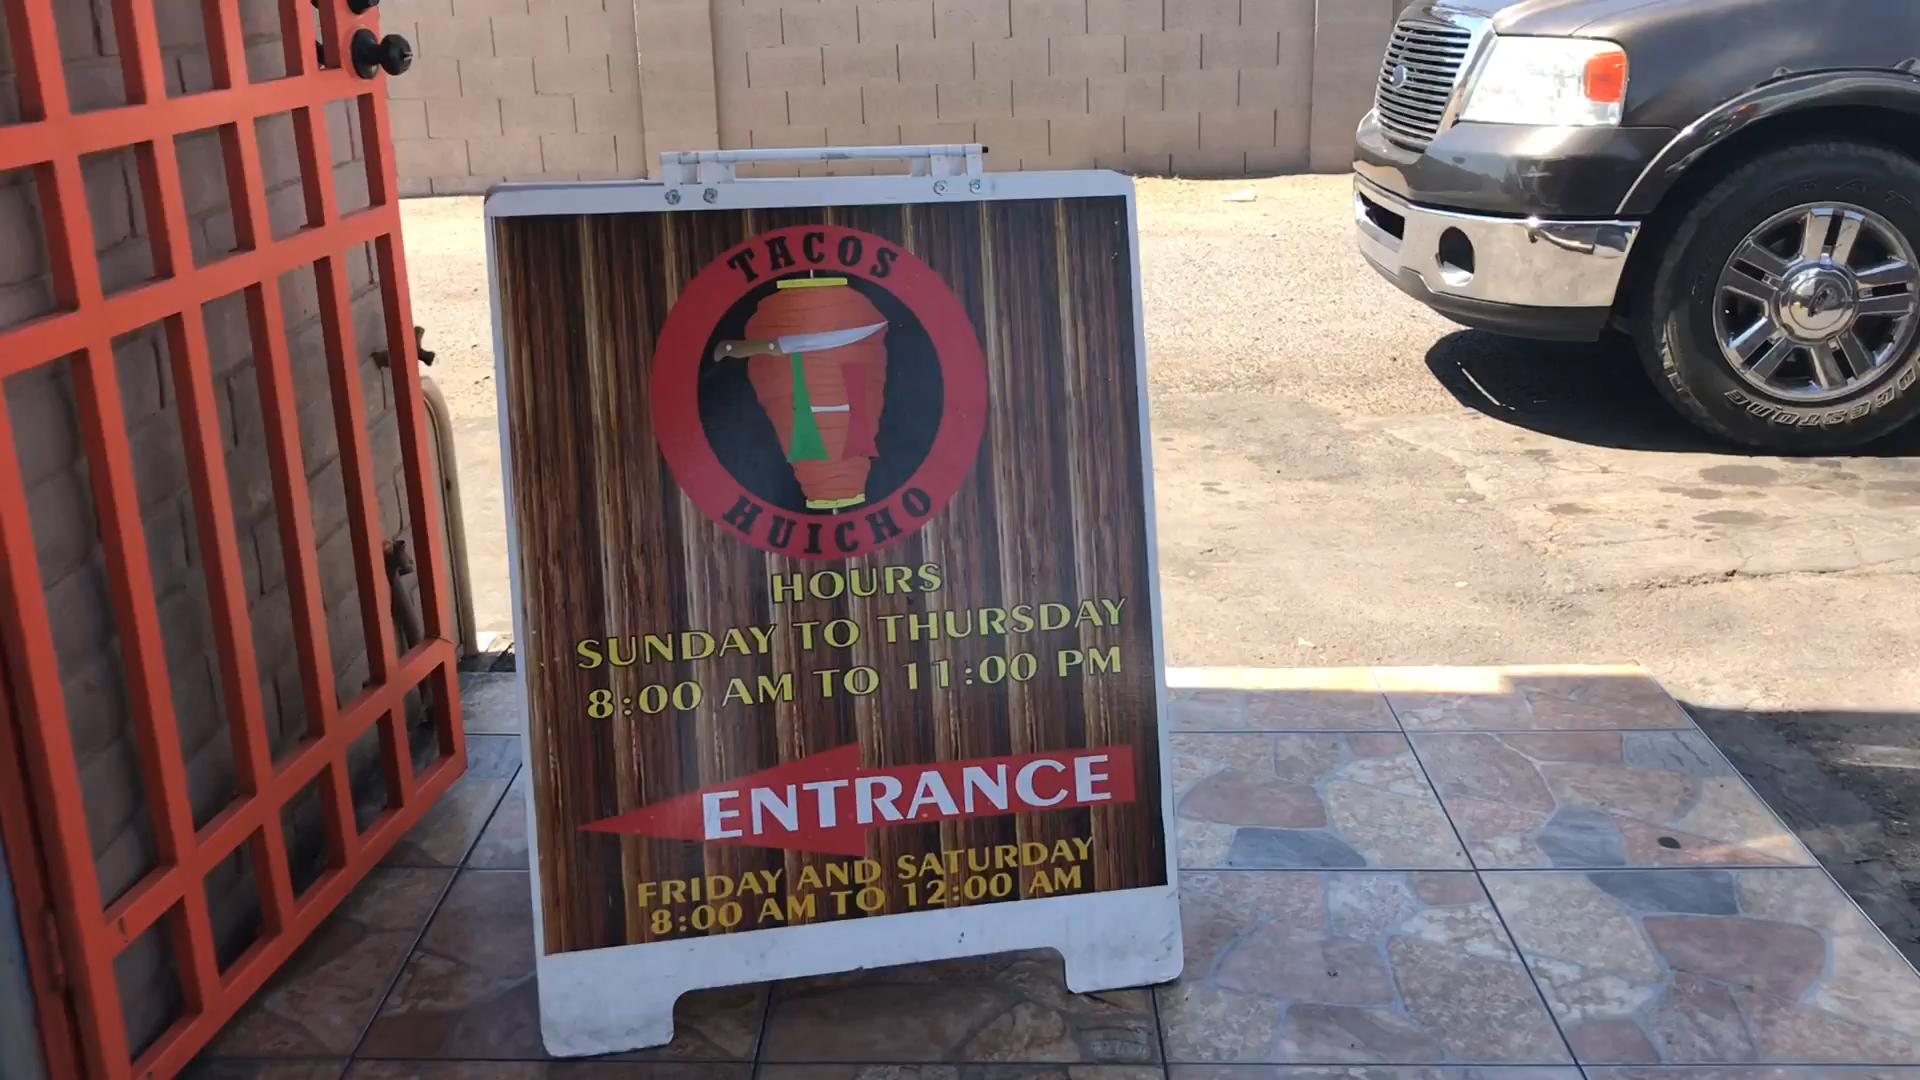 TACOS
HUICHO
HOURS
SUNDAY TO THURSDAY
8:00 AM TO 11:00 PM
ENTRANCE
FRIDAY AND SATURDAY
8:00 AM TO 12:00 AM